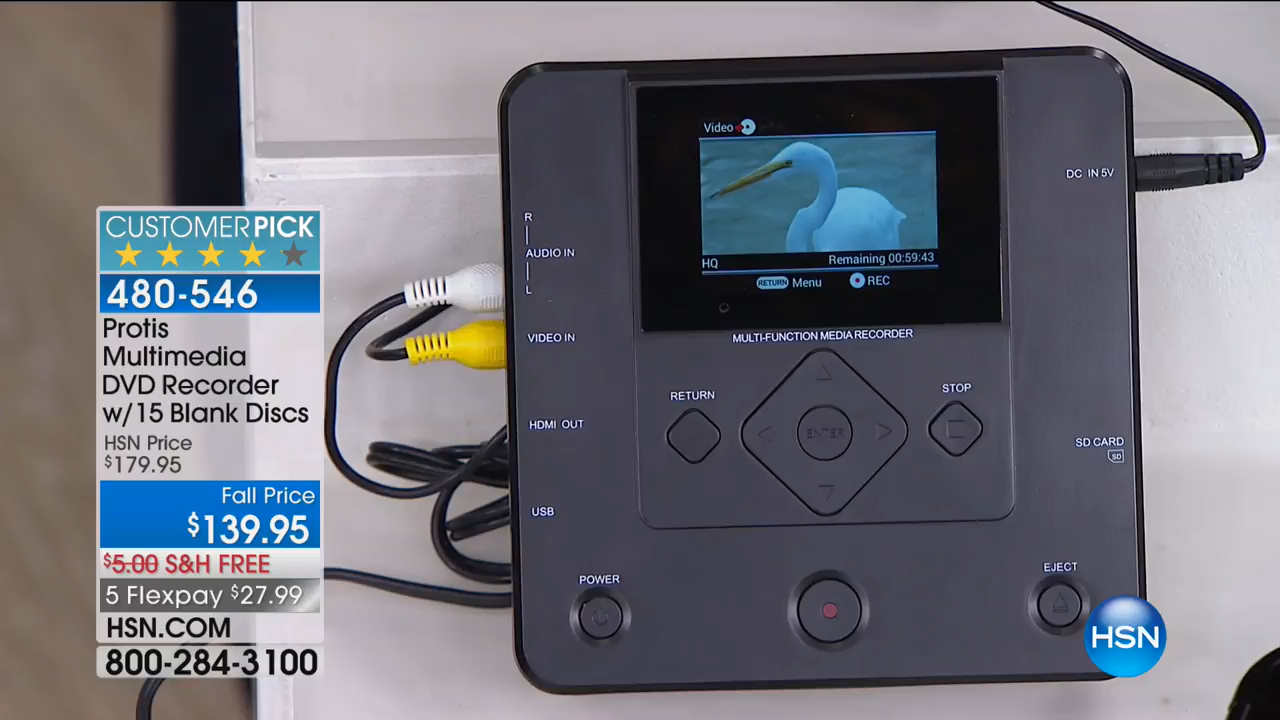 CUSTOMER PICK
480-546
Protis
Multimedia
DVD Recorder
w/15 Blank Discs
HSN Price
$179.95
Fall Price
$139.95
$5.00 S&H FREE
5 Flexpay $27.99
HSN.COM
800-284-3100
Video
HQ
Remaining 00:59:43
RETURN Menu
REC
MULTI-FUNCTION MEDIA RECORDER
R
AUDIO IN
L
VIDEO IN
HDMI OUT
USB
POWER
RETURN
ENTER
STOP
DC IN 5V
SD CARD
SD
EJECT
HSN